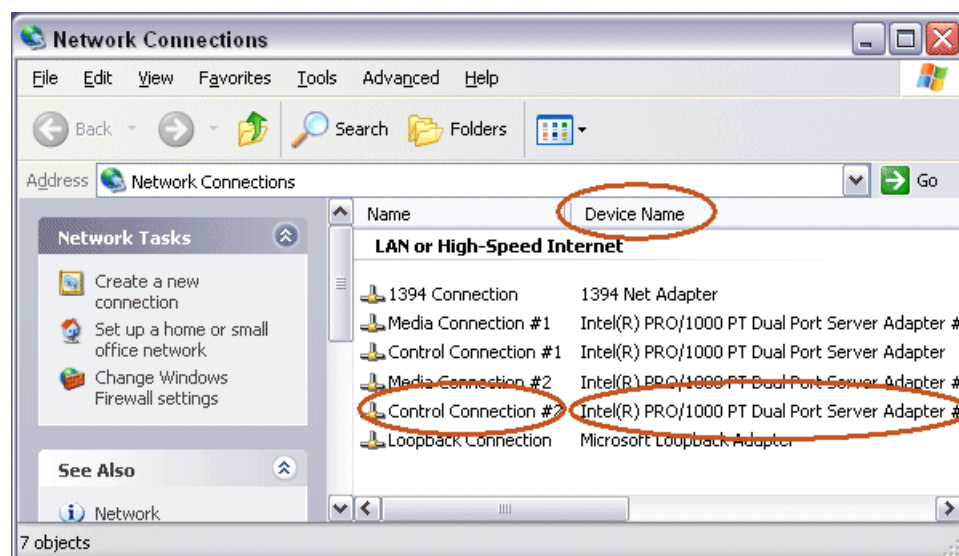 Network Connections
File Edit View Favorites Tools Advanced Help
Back Search Folders
Address Network Connections Go
Network Tasks
Create a new
connection
Set up a home or small
office network
Change Windows
Firewall settings
See Also
Network
Name Device Name
LAN or High-Speed Internet
1394 Connection 1394 Net Adapter
Media Connection #1 Intel(R) PRO/1000 PT Dual Port Server Adapter #
Control Connection #1 Intel(R) PRO/1000 PT Dual Port Server Adapter
Media Connection #2 Intel(R) PRO/1000 PT Dual Port Server Adapter #
Control Connection #2 Intel(R) PRO/1000 PT Dual Port Server Adapter #
Loopback Connection Microsoft Loopback Adapter
7 objects